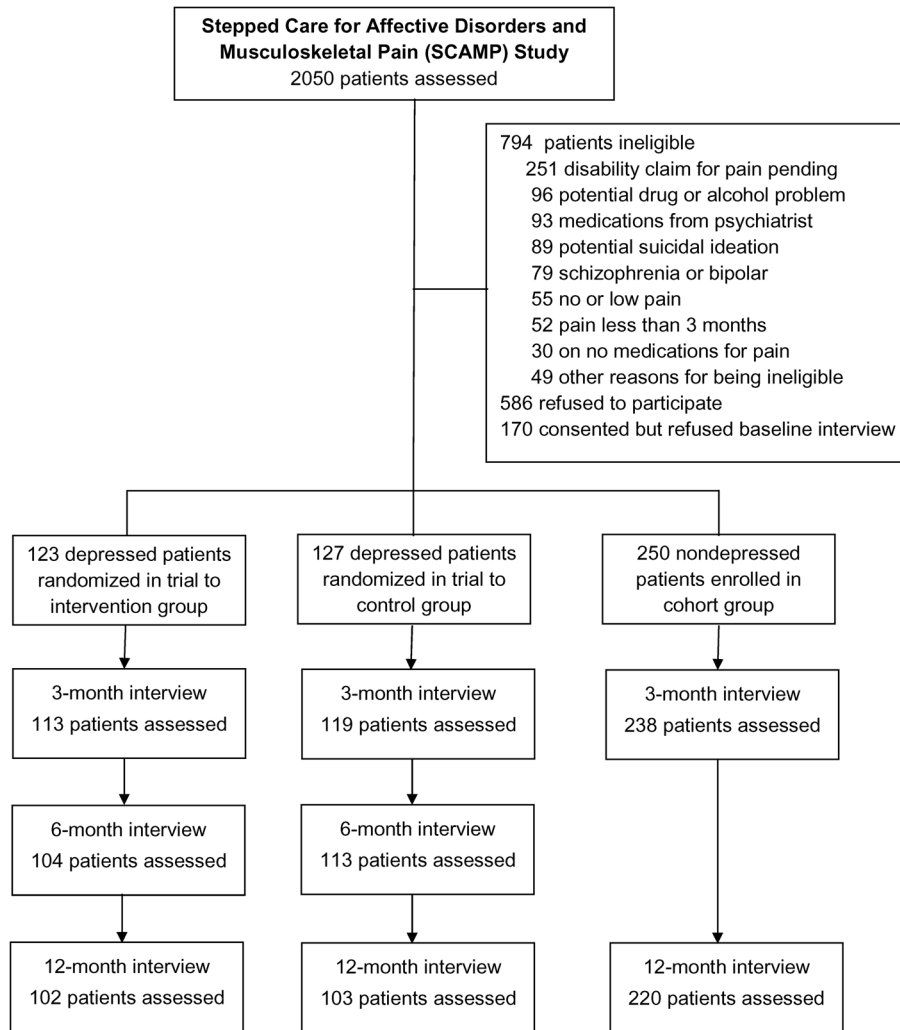 Stepped Care for Affective Disorders and
Musculoskeletal Pain (SCAMP) Study
2050 patients assessed
794 patients ineligible
251 disability claim for pain pending
96 potential drug or alcohol problem
93 medications from psychiatrist
89 potential suicidal ideation
79 schizophrenia or bipolar
55 no or low pain
52 pain less than 3 months
30 on no medications for pain
49 other reasons for being ineligible
586 refused to participate
170 consented but refused baseline interview
123 depressed patients
randomized in trial to
intervention group
127 depressed patients
randomized in trial to
control group
250 nondepressed
patients enrolled in
cohort group
3-month interview
113 patients assessed
3-month interview
119 patients assessed
3-month interview
238 patients assessed
6-month interview
104 patients assessed
6-month interview
113 patients assessed
12-month interview
102 patients assessed
12-month interview
103 patients assessed
12-month interview
220 patients assessed